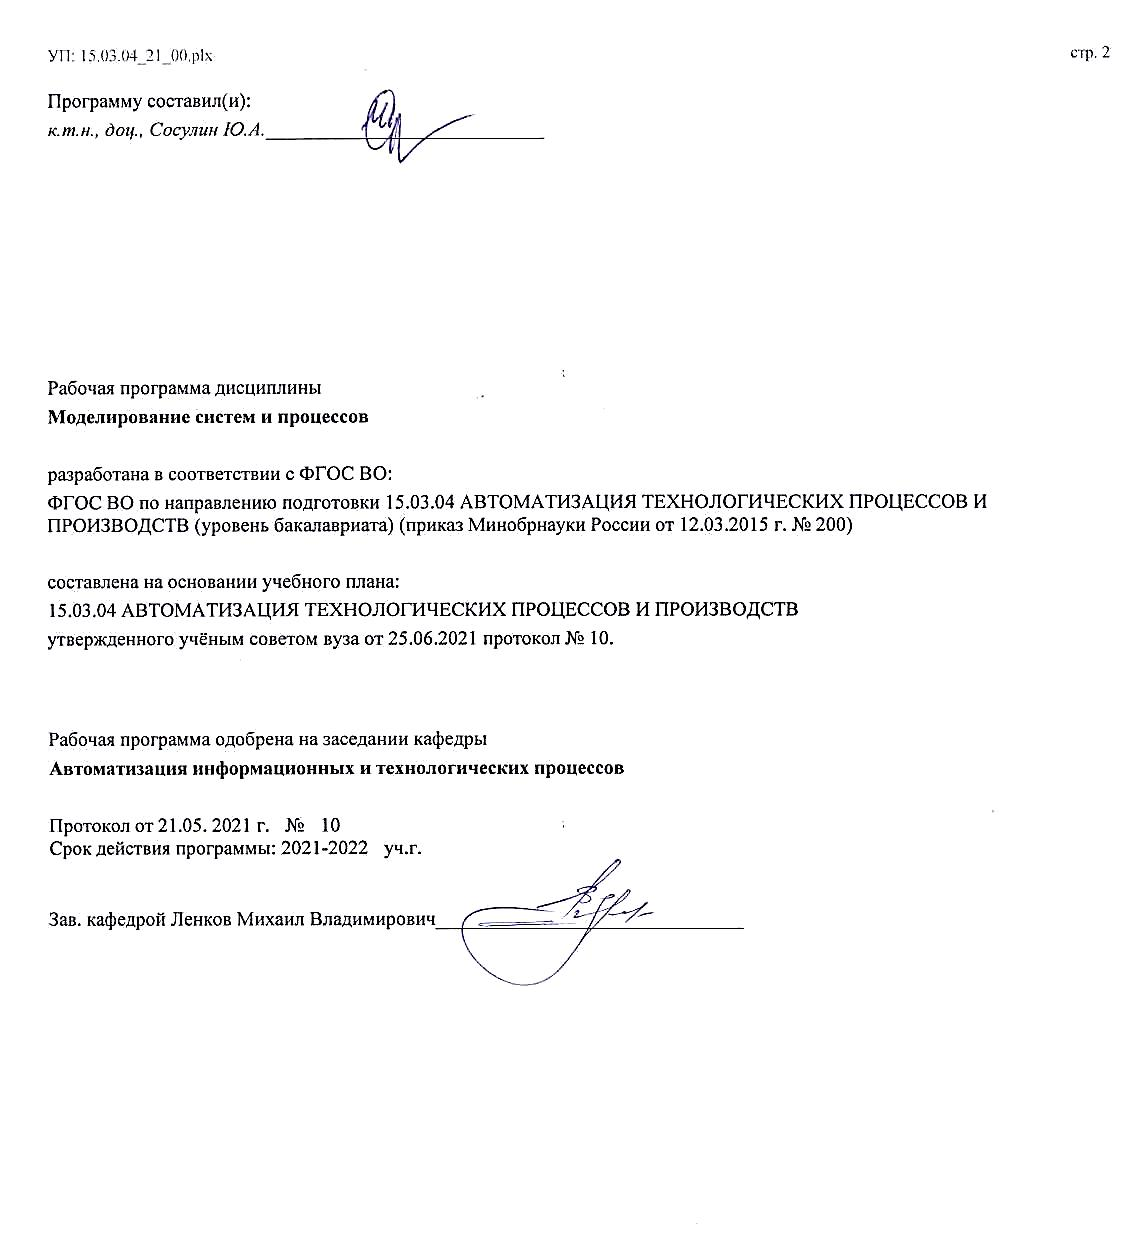 УП: 15.03.04_21_00.plx
стр. 2
Программу составил(и):
к.т.н., доц., Сосулин Ю.А.
Рабочая программа дисциплины
Моделирование систем и процессов
разработана в соответствии с ФГОС ВО:
ФГОС ВО по направлению подготовки 15.03.04 АВТОМАТИЗАЦИЯ ТЕХНОЛОГИЧЕСКИХ ПРОЦЕССОВ И
ПРОИЗВОДСТВ (уровень бакалавриата) (приказ Минобрнауки России от 12.03.2015 г. № 200)
составлена на основании учебного плана:
15.03.04 АВТОМАТИЗАЦИЯ ТЕХНОЛОГИЧЕСКИХ ПРОЦЕССОВ И ПРОИЗВОДСТВ
утвержденного учёным советом вуза от 25.06.2021 протокол № 10.
Рабочая программа одобрена на заседании кафедры
Автоматизация информационных и технологических процессов
Протокол от 21.05. 2021 г. № 10
Срок действия программы: 2021-2022 уч.г.
Зав. кафедрой Ленков Михаил Владимирович